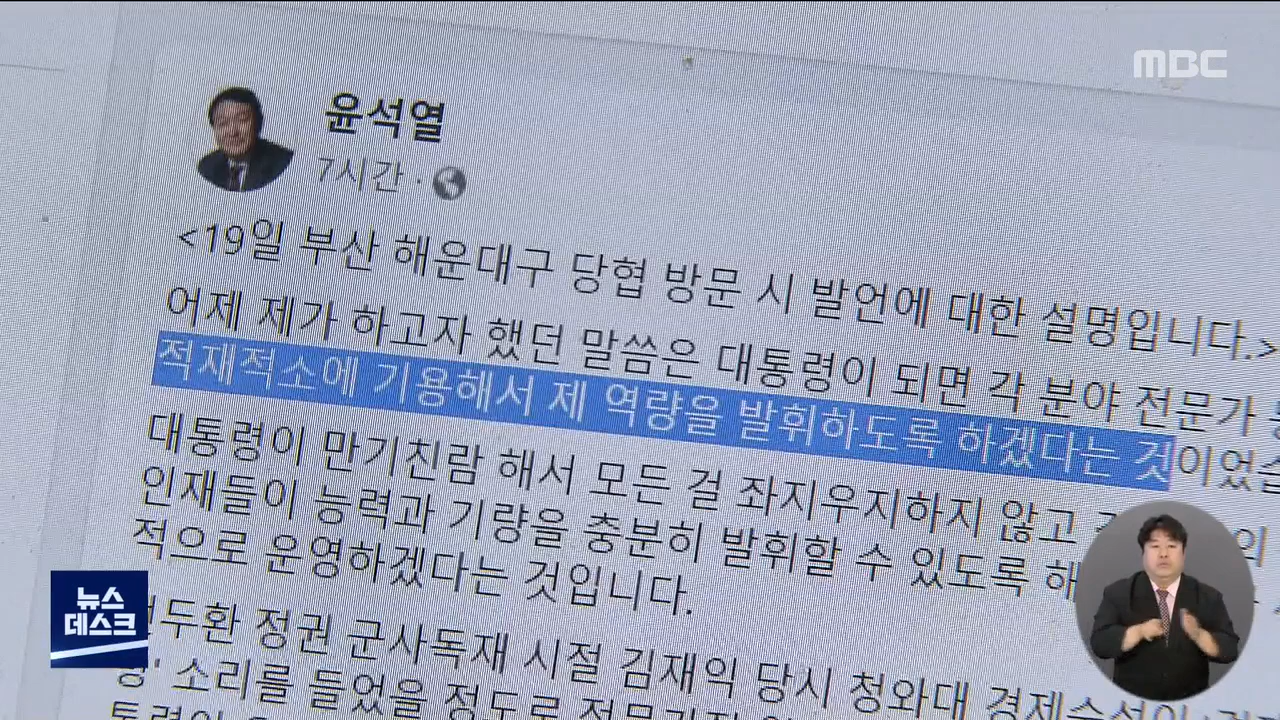 MBC
윤석열
7시간 ·
<19일 부산 해운대구 당협 방문 시 발언에 대한 설명입니다.>
어제 제가 하고자 했던 말씀은 대통령이 되면 각 분야 전문가
적재적소에 기용해서 제 역량을 발휘하도록 하겠다는 것이었습
대통령이 만기친람 해서 모든 걸 좌지우지하지 않고 의
인재들이 능력과 기량을 충분히 발휘할 수 있도록 해
적으로 운영하겠다는 것입니다.
두환 정권 군사독재 시절 김재익 당시 청와대 경제수석이
소리를 들었을 정도로
뉴스
데스크